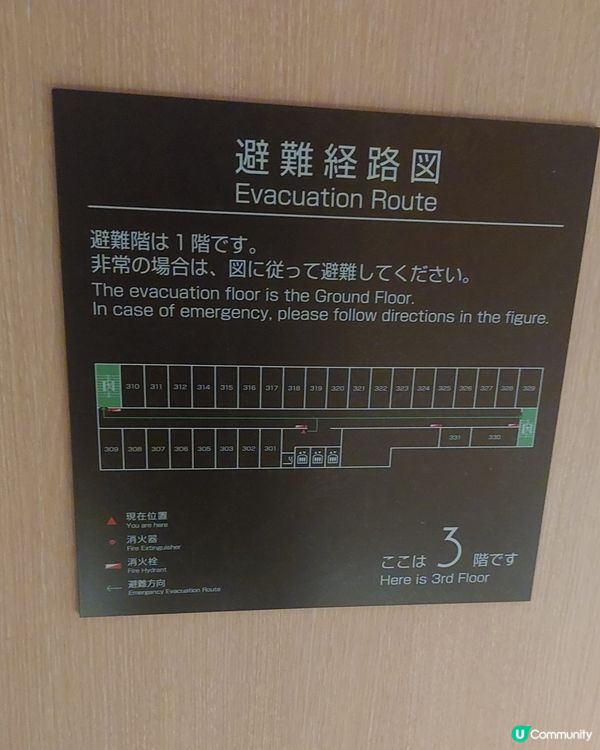 避難経路図
Evacuation Route
避難階は1階です。
非常の場合は、図に従って避難してください。
The evacuation floor is the Ground Floor.
In case of emergency, please follow directions in the figure.
310 311 312 314 315 316 317 318 319 320 321 322 323 324 325 326 327 328 329
309 308 307 306 305 303 302 301 331 330
現在位置
You are here
消火器
Fire Extinguisher
消火栓
Fire Hydrant
避難方向
Emergency Evacuation Route
ここは 3 階です
Here is 3rd Floor
U Community